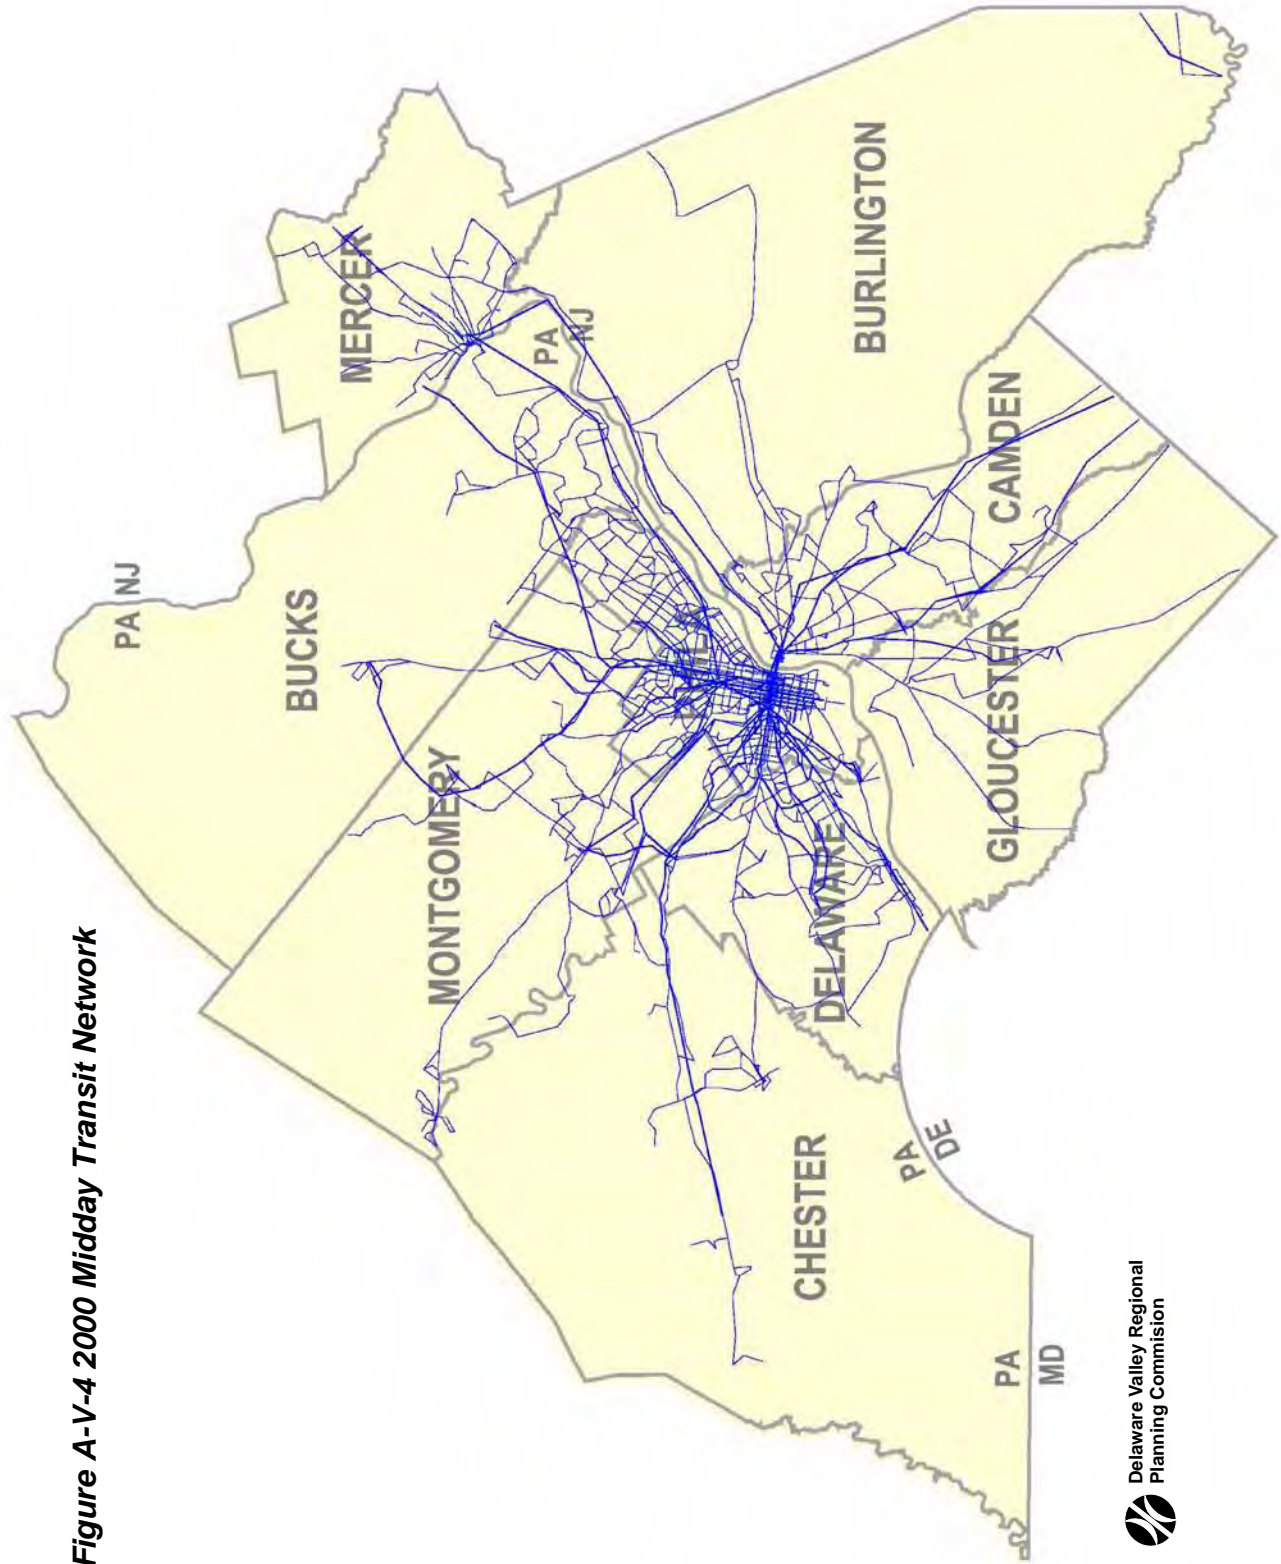 Figure A-V-4 2000 Midday Transit Network
PA NJ
BUCKS
MERCER
MONTGOMERY
PA
NJ
BURLINGTON
CAMDEN
DELAWARE
GLOUCESTER
CHESTER
PA
DE
PA
MD
Delaware Valley Regional
Planning Commision